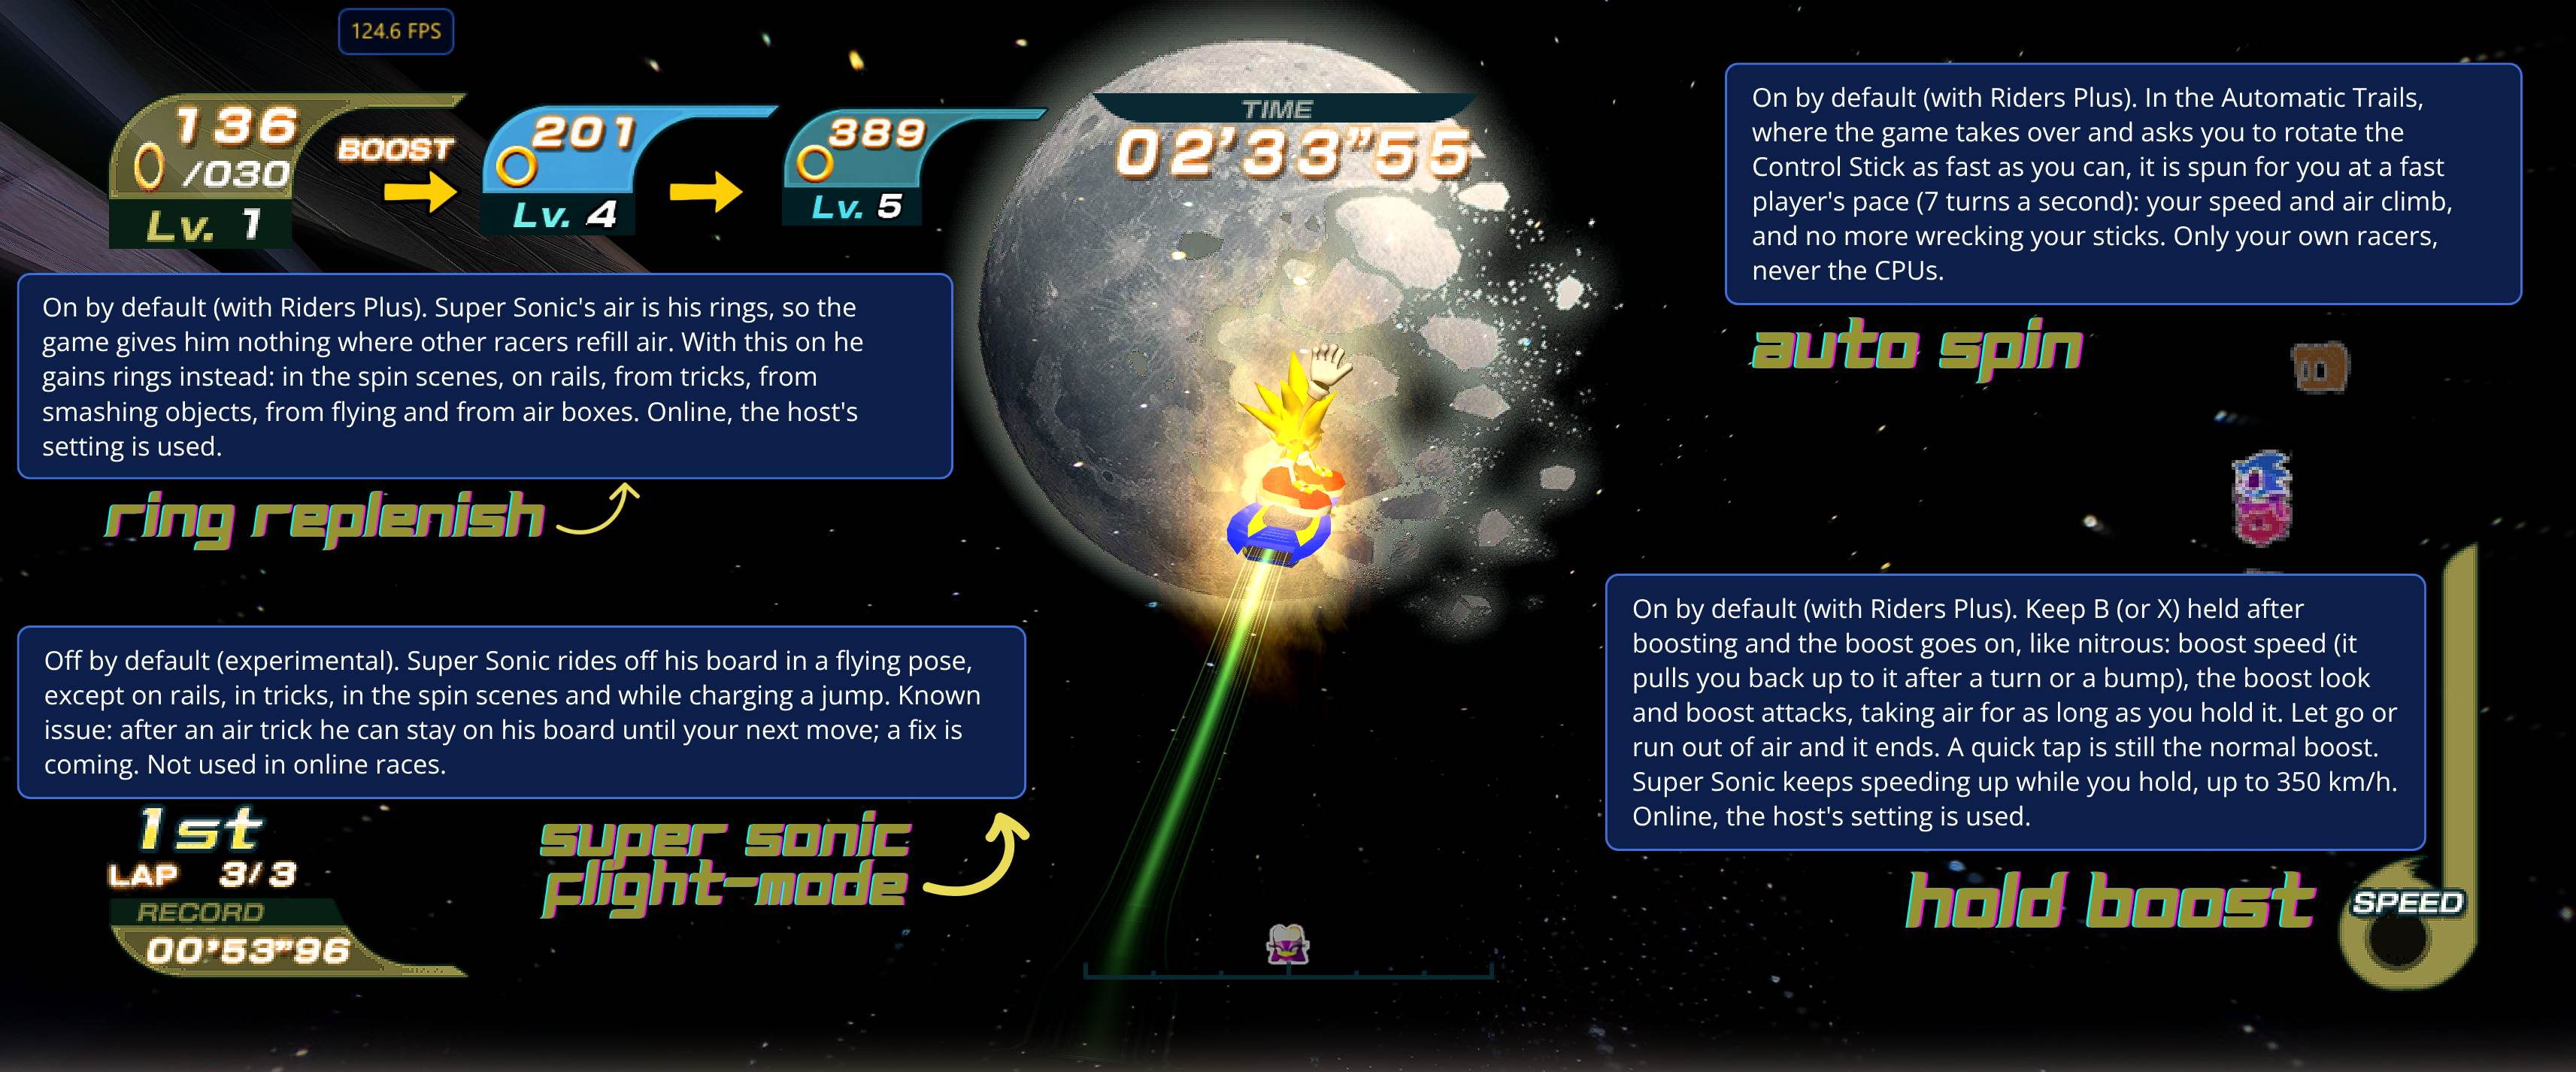 124.6 FPS
136
/030
Lv. 1
BOOST
201
Lv. 4
389
Lv. 5
TIME
02'33"55
On by default (with Riders Plus). In the Automatic Trails,
where the game takes over and asks you to rotate the
Control Stick as fast as you can, it is spun for you at a fast
player's pace (7 turns a second): your speed and air climb,
and no more wrecking your sticks. Only your own racers,
never the CPUs.
auto spin
On by default (with Riders Plus). Super Sonic's air is his rings, so the
game gives him nothing where other racers refill air. With this on he
gains rings instead: in the spin scenes, on rails, from tricks, from
smashing objects, from flying and from air boxes. Online, the host's
setting is used.
ring replenish
Off by default (experimental). Super Sonic rides off his board in a flying pose,
except on rails, in tricks, in the spin scenes and while charging a jump. Known
issue: after an air trick he can stay on his board until your next move; a fix is
coming. Not used in online races.
super sonic
flight-mode
On by default (with Riders Plus). Keep B (or X) held after
boosting and the boost goes on, like nitrous: boost speed (it
pulls you back up to it after a turn or a bump), the boost look
and boost attacks, taking air for as long as you hold it. Let go or
run out of air and it ends. A quick tap is still the normal boost.
Super Sonic keeps speeding up while you hold, up to 350 km/h.
Online, the host's setting is used.
hold boost
SPEED
1st
LAP 3/3
RECORD
00'53"96